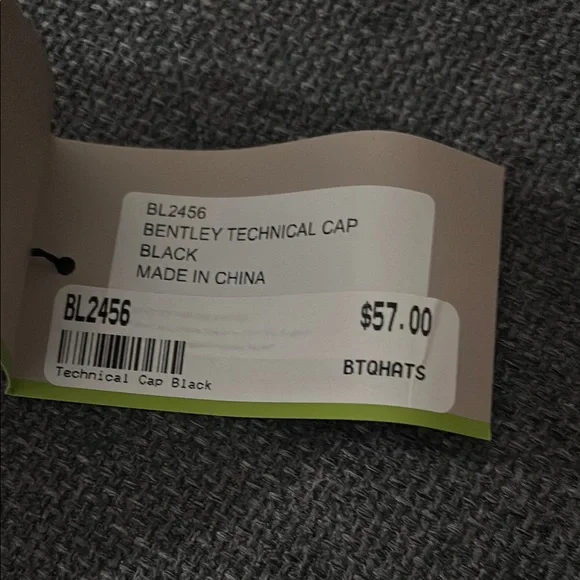 BL2456
BENTLEY TECHNICAL CAP
BLACK
MADE IN CHINA
BL2456
$57.00
Technical Cap Black
BTQHATS